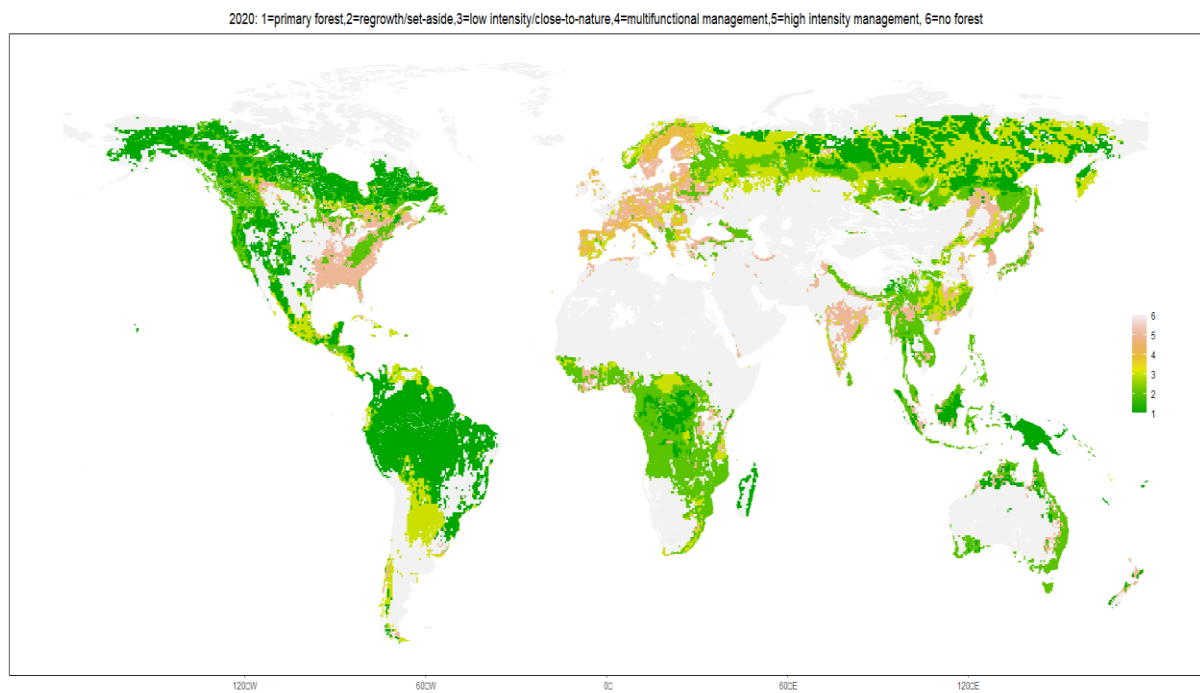 2020: 1=primary forest,2=regrowth/set-aside,3=low intensity/close-to-nature,4=multifunctional management,5=high intensity management, 6=no forest
6
5
4
3
2
1
120□W
60□W
0□
60□E
120□E